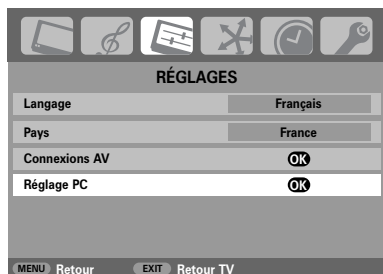 RÉGLAGES
Langage Français
Pays France
Connexions AV OK
Réglage PC OK
MENU Retour EXIT Retour TV